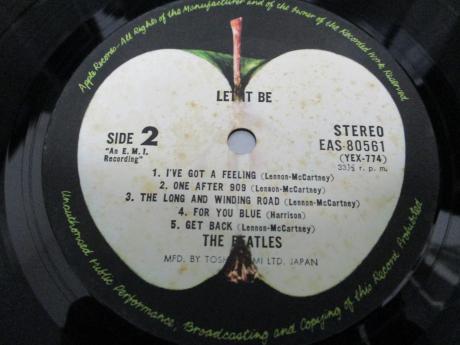 Apple Records-All Rights of the Manufacturer and of the Owner of the Recorded Work Reserved
LET IT BE
SIDE 2
"An E.M.I. Recording"
STEREO
EAS-80561
(YEX-774)
33⅓ r.p.m.
1. I'VE GOT A FEELING (Lennon-McCartney)
2. ONE AFTER 909 (Lennon-McCartney)
3. THE LONG AND WINDING ROAD (Lennon-McCartney)
4. FOR YOU BLUE (Harrison)
5. GET BACK (Lennon-McCartney)
THE BEATLES
MFD. BY TOSHIBA EMI LTD. JAPAN
Unauthorised Public Performance, Broadcasting and Copying of this Record Prohibited